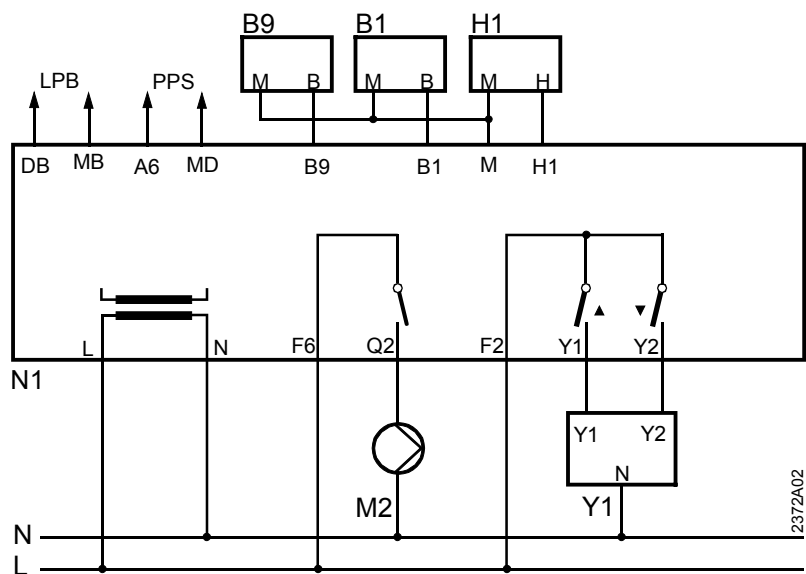 B9 B1 H1
M B M B M H
LPB PPS
DB MB A6 MD B9 B1 M H1
L N F6 Q2 F2 Y1 Y2
N1
Y1 Y2
N
M2 Y1
2372A02
N
L